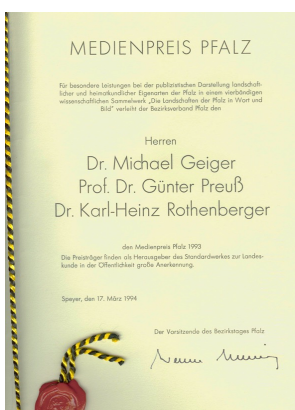 MEDIENPREIS PFALZ
Für besondere Leistungen bei der publizistischen Darstellung landschaft-
licher und heimatkundlicher Eigenarten der Pfalz in einem vierbändigen
wissenschaftlichen Sammelwerk „Die Landschaften der Pfalz in Wort und
Bild" verleiht der Bezirksverband Pfalz den
Herren
Dr. Michael Geiger
Prof. Dr. Günter Preuß
Dr. Karl-Heinz Rothenberger
den Medienpreis Pfalz 1993
Die Preisträger finden als Herausgeber des Standardwerkes zur Landes-
kunde in der Öffentlichkeit große Anerkennung.
Speyer, den 17. März 1994
Der Vorsitzende des Bezirkstages Pfalz